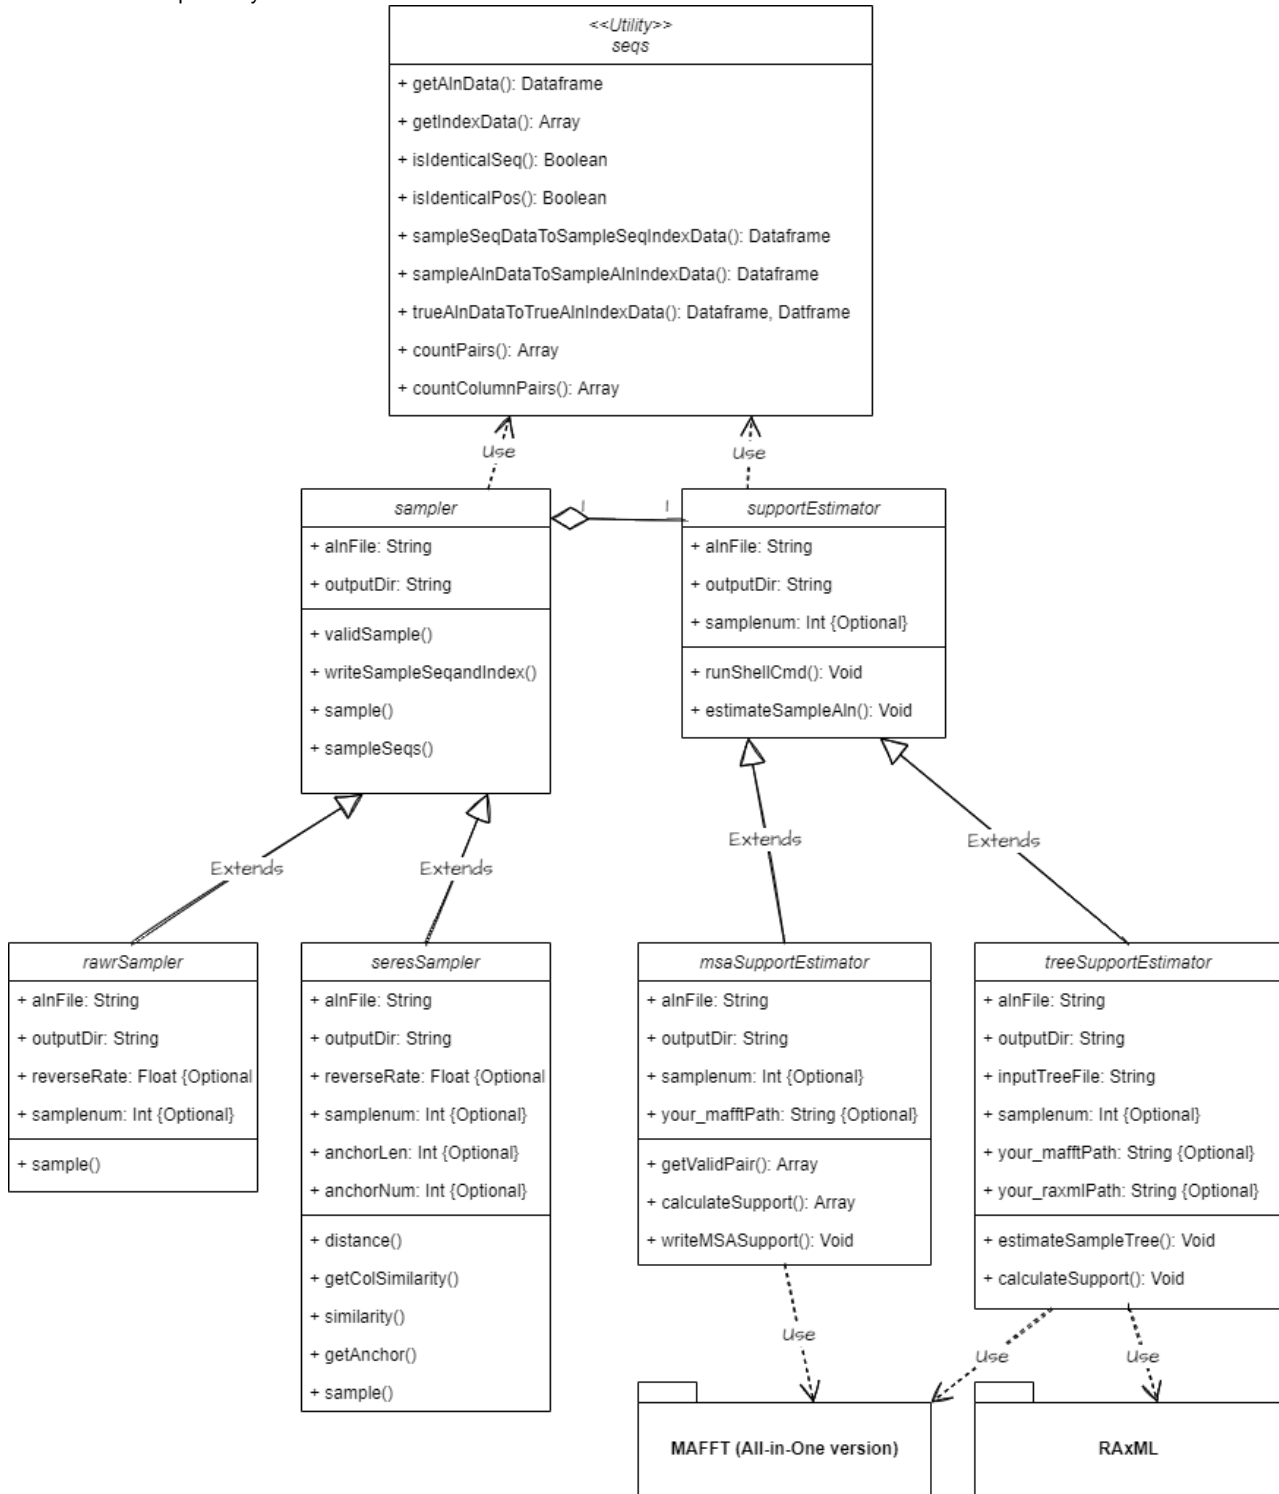 <<Utility>>
seqs
+ getAlnData(): Dataframe
+ getIndexData(): Array
+ isIdenticalSeq(): Boolean
+ isIdenticalPos(): Boolean
+ sampleSeqDataToSampleSeqIndexData(): Dataframe
+ sampleAlnDataToSampleAlnIndexData(): Dataframe
+ trueAlnDataToTrueAlnIndexData(): Dataframe, Datframe
+ countPairs(): Array
+ countColumnPairs(): Array
Use
Use
sampler
+ alnFile: String
+ outputDir: String
+ validSample()
+ writeSampleSeqandIndex()
+ sample()
+ sampleSeqs()
1
1
supportEstimator
+ alnFile: String
+ outputDir: String
+ samplenum: Int {Optional}
+ runShellCmd(): Void
+ estimateSampleAln(): Void
Extends
Extends
Extends
Extends
rawrSampler
+ alnFile: String
+ outputDir: String
+ reverseRate: Float {Optional
+ samplenum: Int {Optional}
+ sample()
seresSampler
+ alnFile: String
+ outputDir: String
+ reverseRate: Float {Optional
+ samplenum: Int {Optional}
+ anchorLen: Int {Optional}
+ anchorNum: Int {Optional}
+ distance()
+ getColSimilarity()
+ similarity()
+ getAnchor()
+ sample()
msaSupportEstimator
+ alnFile: String
+ outputDir: String
+ samplenum: Int {Optional}
+ your_mafftPath: String {Optional}
+ getValidPair(): Array
+ calculateSupport(): Array
+ writeMSASupport(): Void
treeSupportEstimator
+ alnFile: String
+ outputDir: String
+ inputTreeFile: String
+ samplenum: Int {Optional}
+ your_mafftPath: String {Optional}
+ your_raxmlPath: String {Optional}
+ estimateSampleTree(): Void
+ calculateSupport(): Void
Use
Use
Use
MAFFT (All-in-One version)
RAxML